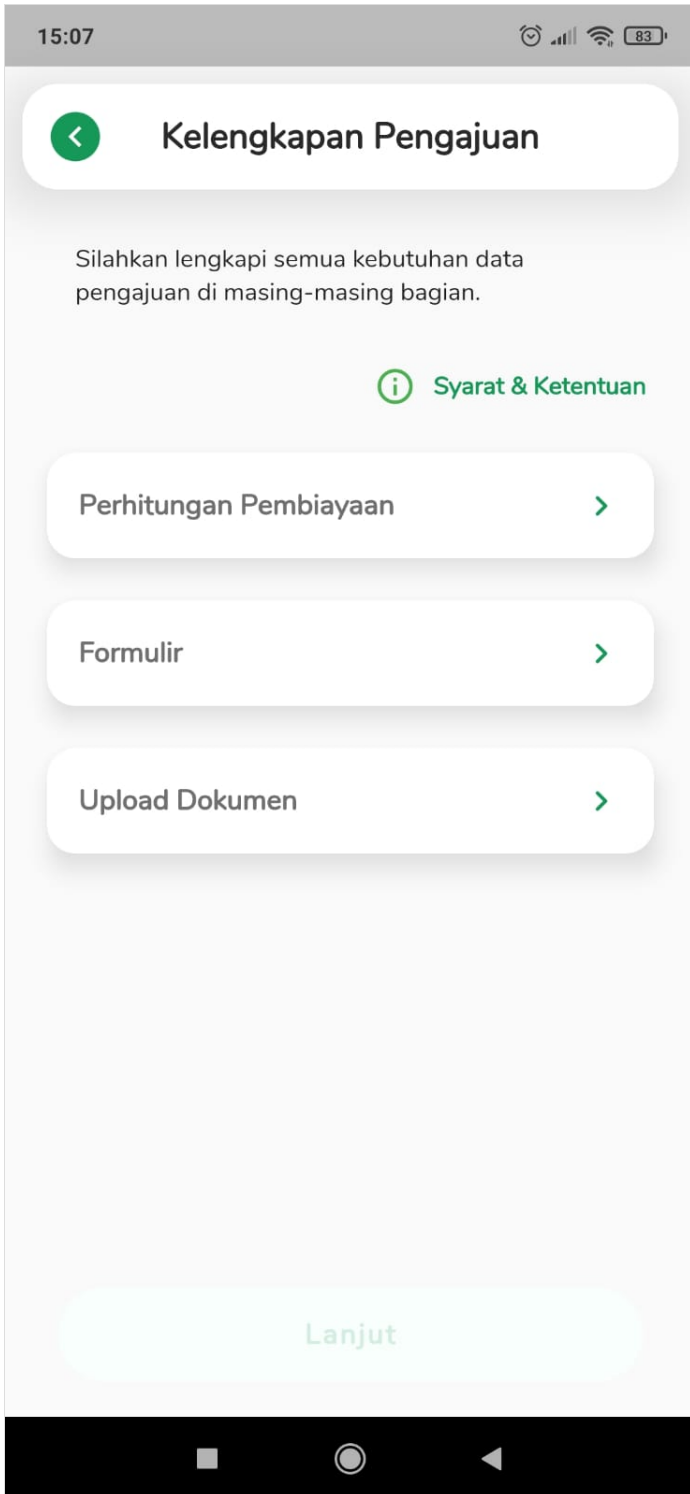 15:07
83
Kelengkapan Pengajuan
Silahkan lengkapi semua kebutuhan data
pengajuan di masing-masing bagian.
Syarat & Ketentuan
Perhitungan Pembiayaan
Formulir
Upload Dokumen
Lanjut